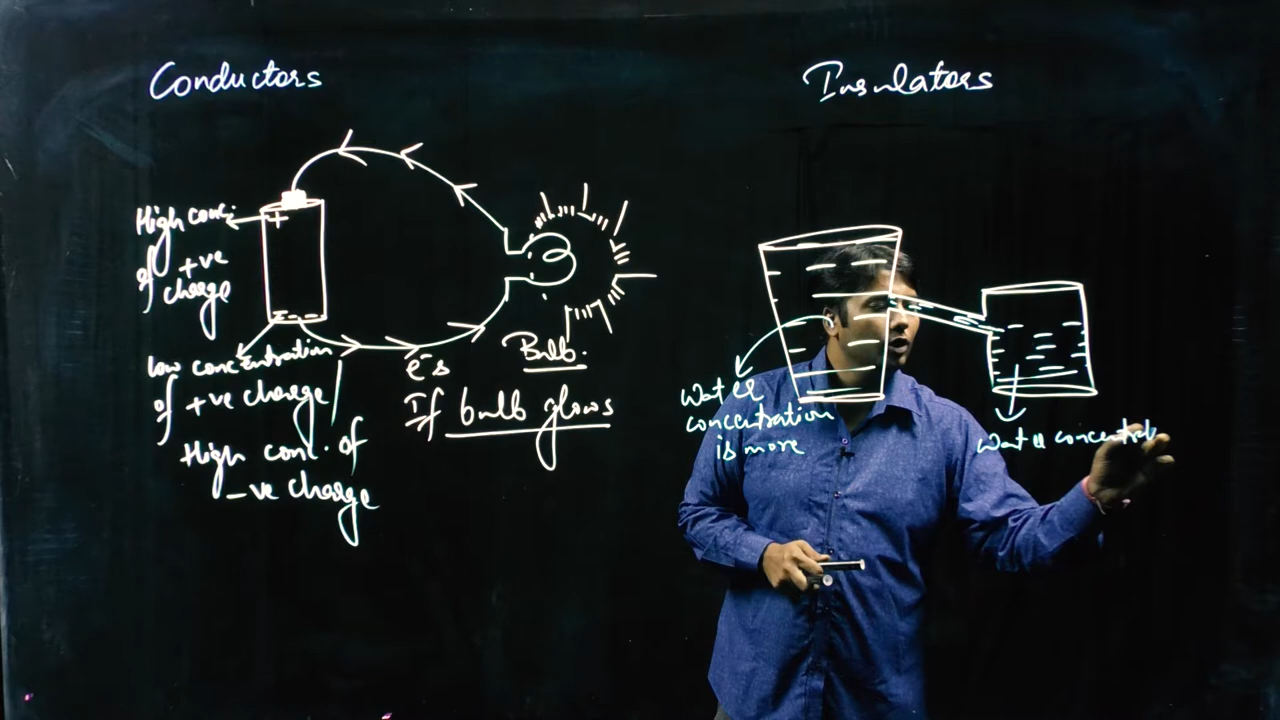 Conductors
Insulators
High conc.
of +ve
charge
+
- - -
Low concentration
of +ve charge
High conc. of
-ve charge
e-s
Bulb.
If bulb glows
Water
concentration
is more
Water concentrat